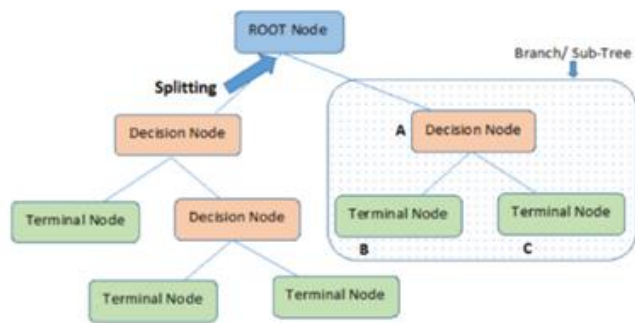 ROOT Node
Branch/ Sub-Tree
Splitting
Decision Node
A
Decision Node
Terminal Node
Decision Node
Terminal Node
Terminal Node
B
C
Terminal Node
Terminal Node